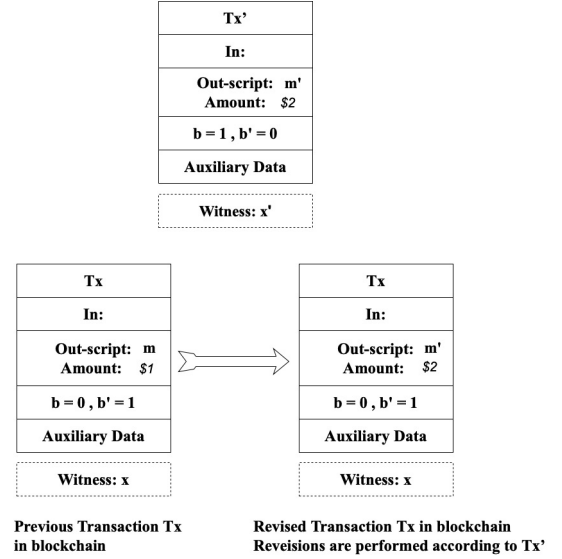 Tx’
In:
Out-script: m'
Amount: $2
b = 1 , b' = 0
Auxiliary Data
Witness: x'
Tx
In:
Out-script: m
Amount: $1
b = 0 , b' = 1
Auxiliary Data
Witness: x
Tx
In:
Out-script: m'
Amount: $2
b = 0 , b' = 1
Auxiliary Data
Witness: x
Previous Transaction Tx
in blockchain
Revised Transaction Tx in blockchain
Reveisions are performed according to Tx’